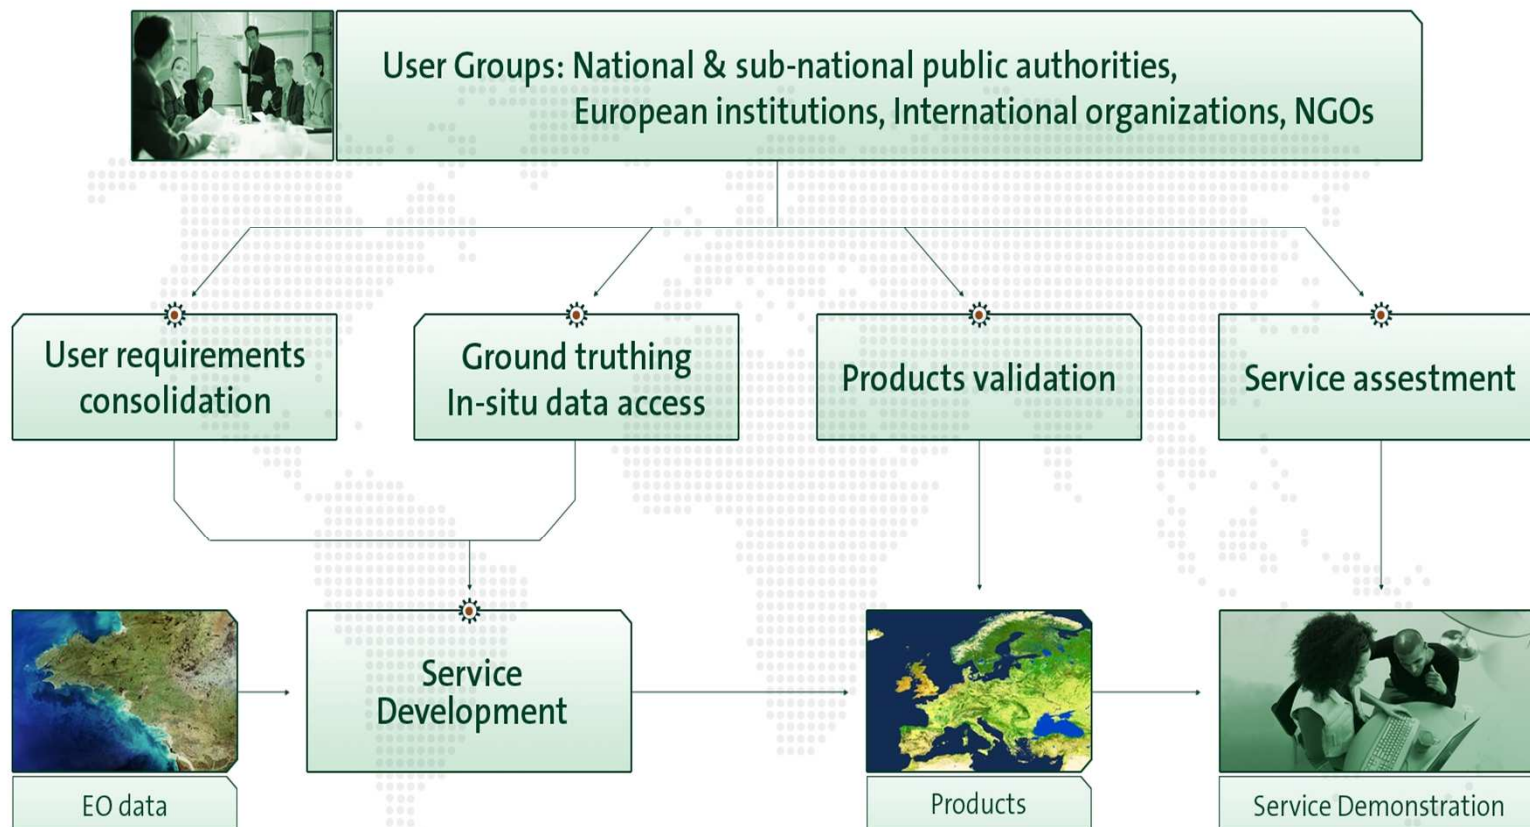 User Groups: National & sub-national public authorities,
European institutions, International organizations, NGOs
User requirements
consolidation
Ground truthing
In-situ data access
Products validation
Service assestment
Service
Development
EO data
Products
Service Demonstration